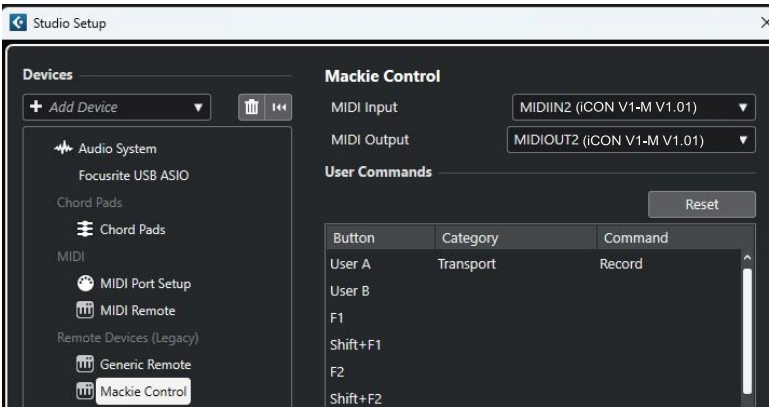 Studio Setup
Devices
+ Add Device
Audio System
Focusrite USB ASIO
Chord Pads
Chord Pads
MIDI
MIDI Port Setup
MIDI Remote
Remote Devices (Legacy)
Generic Remote
Mackie Control
Mackie Control
MIDI Input MIDIIN2 (iCON V1-M V1.01)
MIDI Output MIDIOUT2 (iCON V1-M V1.01)
User Commands
Reset
Button Category Command
User A Transport Record
User B
F1
Shift+F1
F2
Shift+F2